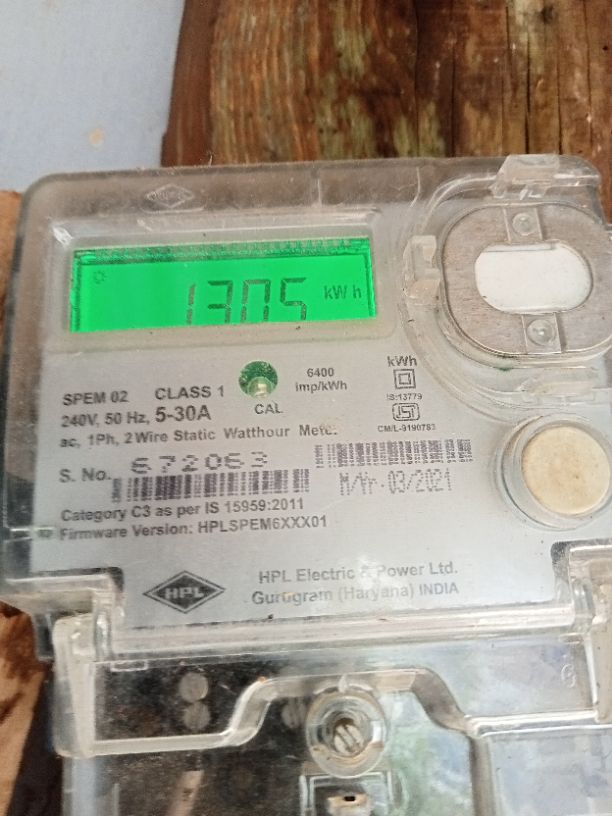 1305 kWh
SPEM 02 CLASS 1
240V, 50 Hz, 5-30A
ac, 1Ph, 2 Wire Static Watthour Meter
CAL
6400
imp/kWh
kWh
IS:13779
CM/L-9190783
S. No. 672063
M/Yr. 03/2021
Category C3 as per IS 15959:2011
Firmware Version: HPLSPEM6XXX01
HPL
HPL Electric & Power Ltd.
Gurugram (Haryana) INDIA